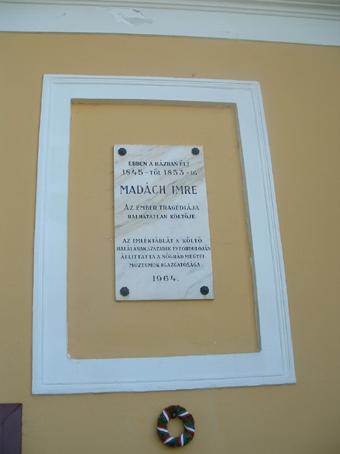 EBBEN A HÁZBAN ÉLT
1845-TŐL 1853-IG
MADÁCH IMRE
AZ EMBER TRAGÉDIÁJA
HALHATATLAN KÖLTŐJE.
AZ EMLÉKTÁBLÁT A KÖLTŐ
HALÁLÁNAK SZÁZADIK ÉVFORDULÓJÁN
ÁLLÍTTATTA A NÓGRÁD MEGYEI
MÚZEUMOK IGAZGATÓSÁGA
1964.